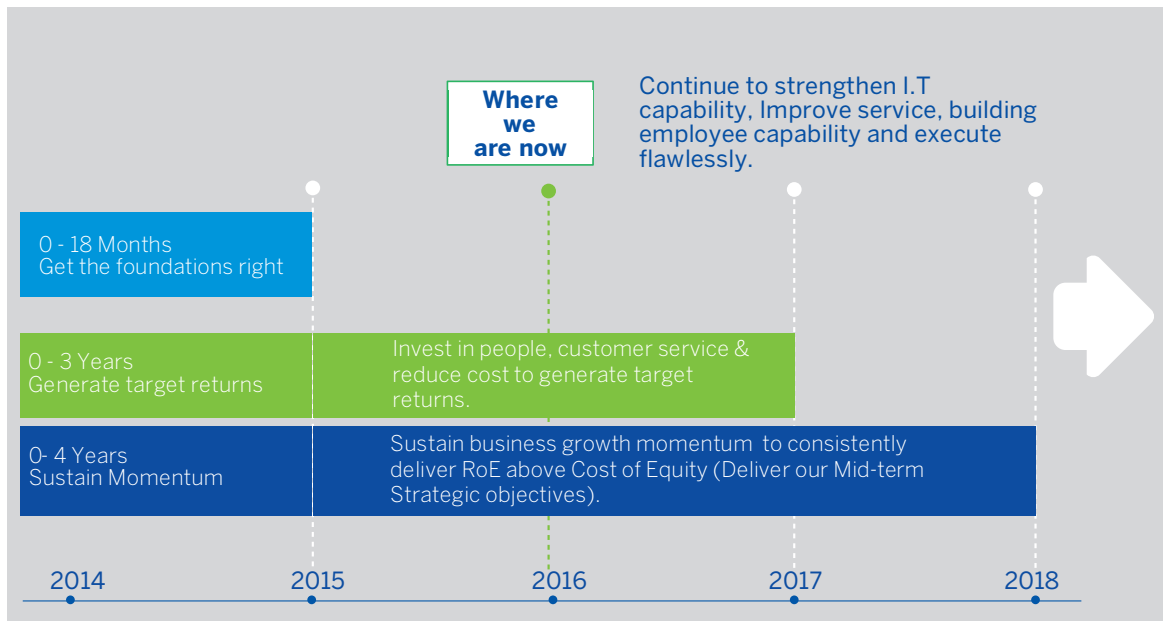 Where
we
are now
Continue to strengthen I.T
capability, Improve service, building
employee capability and execute
flawlessly.
0 - 18 Months
Get the foundations right
0 - 3 Years
Generate target returns
Invest in people, customer service &
reduce cost to generate target
returns.
0- 4 Years
Sustain Momentum
Sustain business growth momentum  to consistently
deliver RoE above Cost of Equity (Deliver our Mid-term
Strategic objectives).
2014
2015
2016
2017
2018